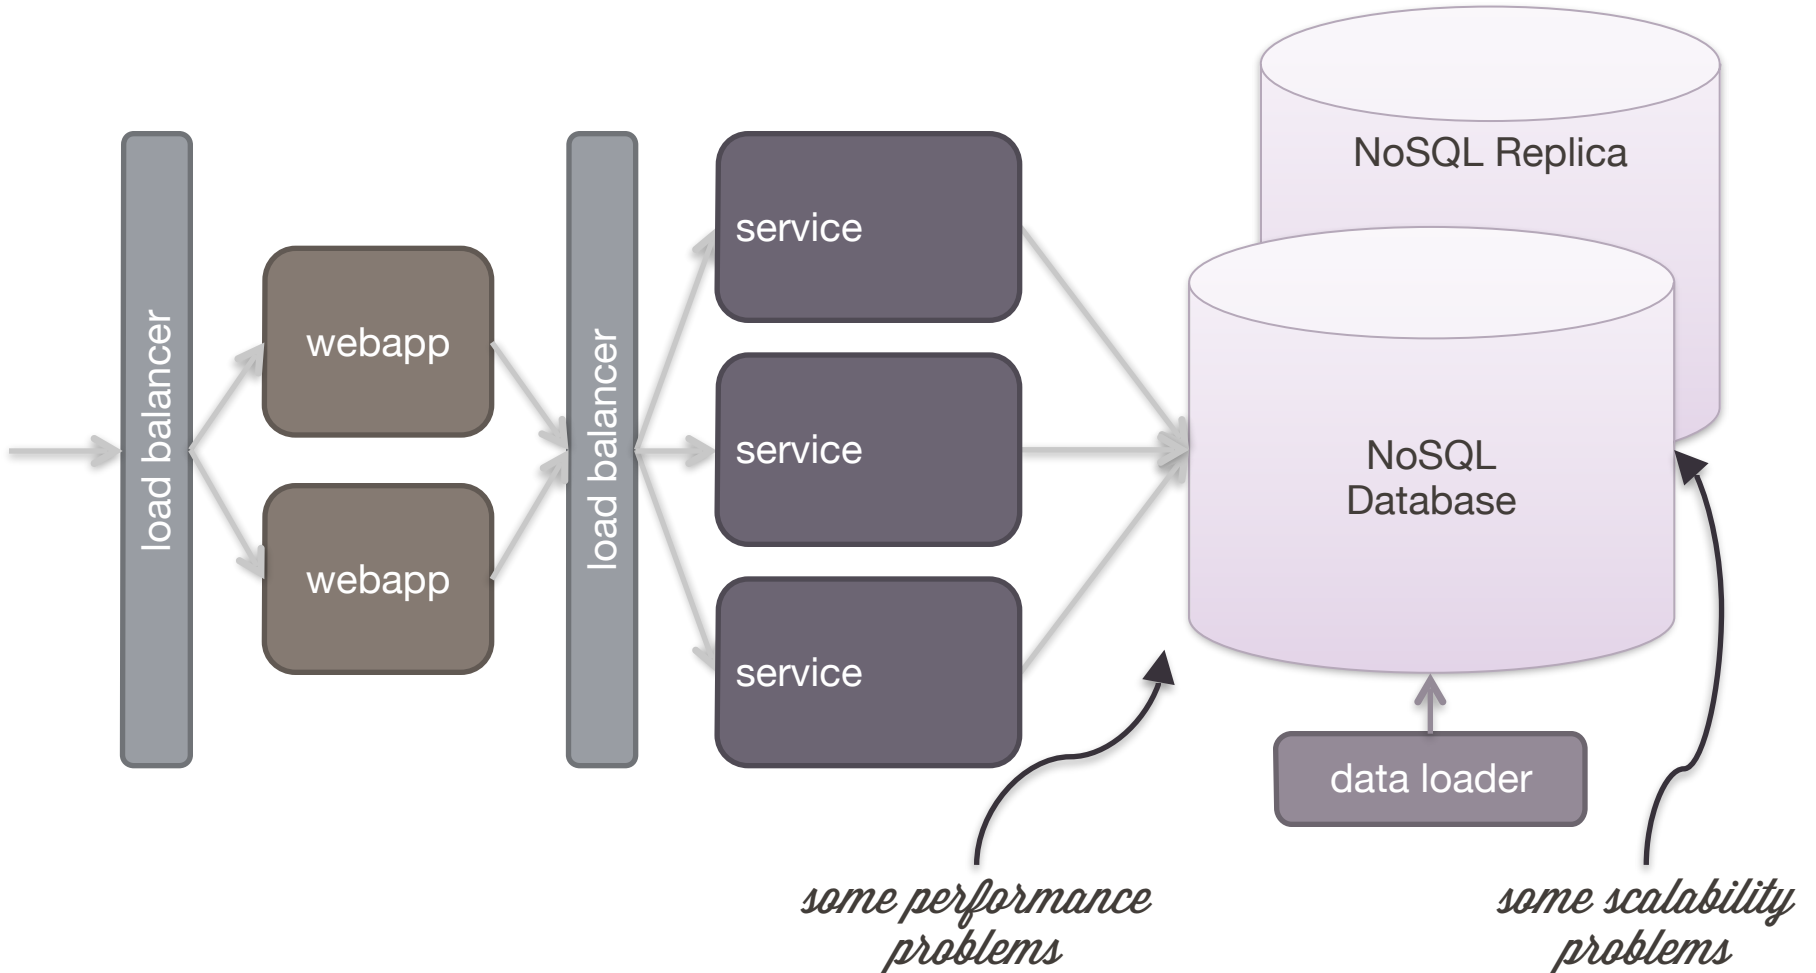 load balancer
webapp
webapp
load balancer
service
service
service
NoSQL Replica
NoSQL
Database
data loader
some performance
problems
some scalability
problems